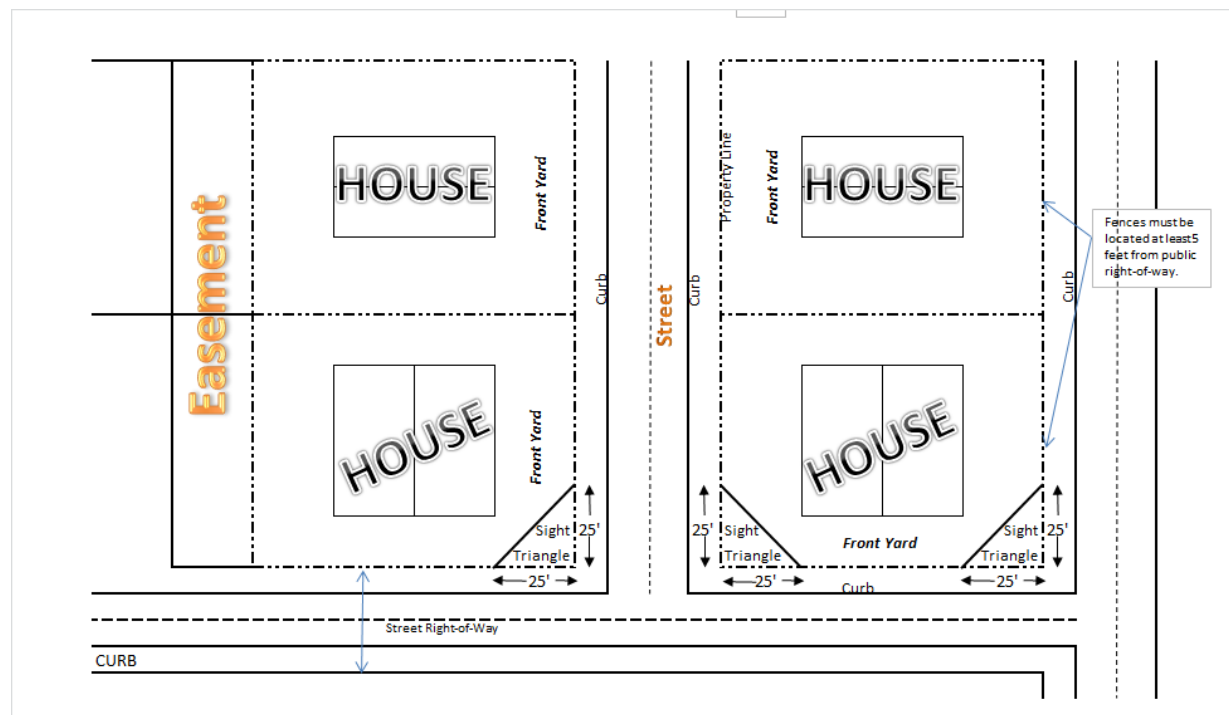 HOUSE
Front Yard
Property Line
Front Yard
HOUSE
Easement
Fences must be
located at least5
feet from public
right-of-way.
Curb
Street
Curb
Curb
HOUSE
Front Yard
HOUSE
Sight
Triangle
25'
25'
25'
Sight
Triangle
25'
Front Yard
Sight
Triangle
25'
25'
Curb
Street Right-of-Way
CURB